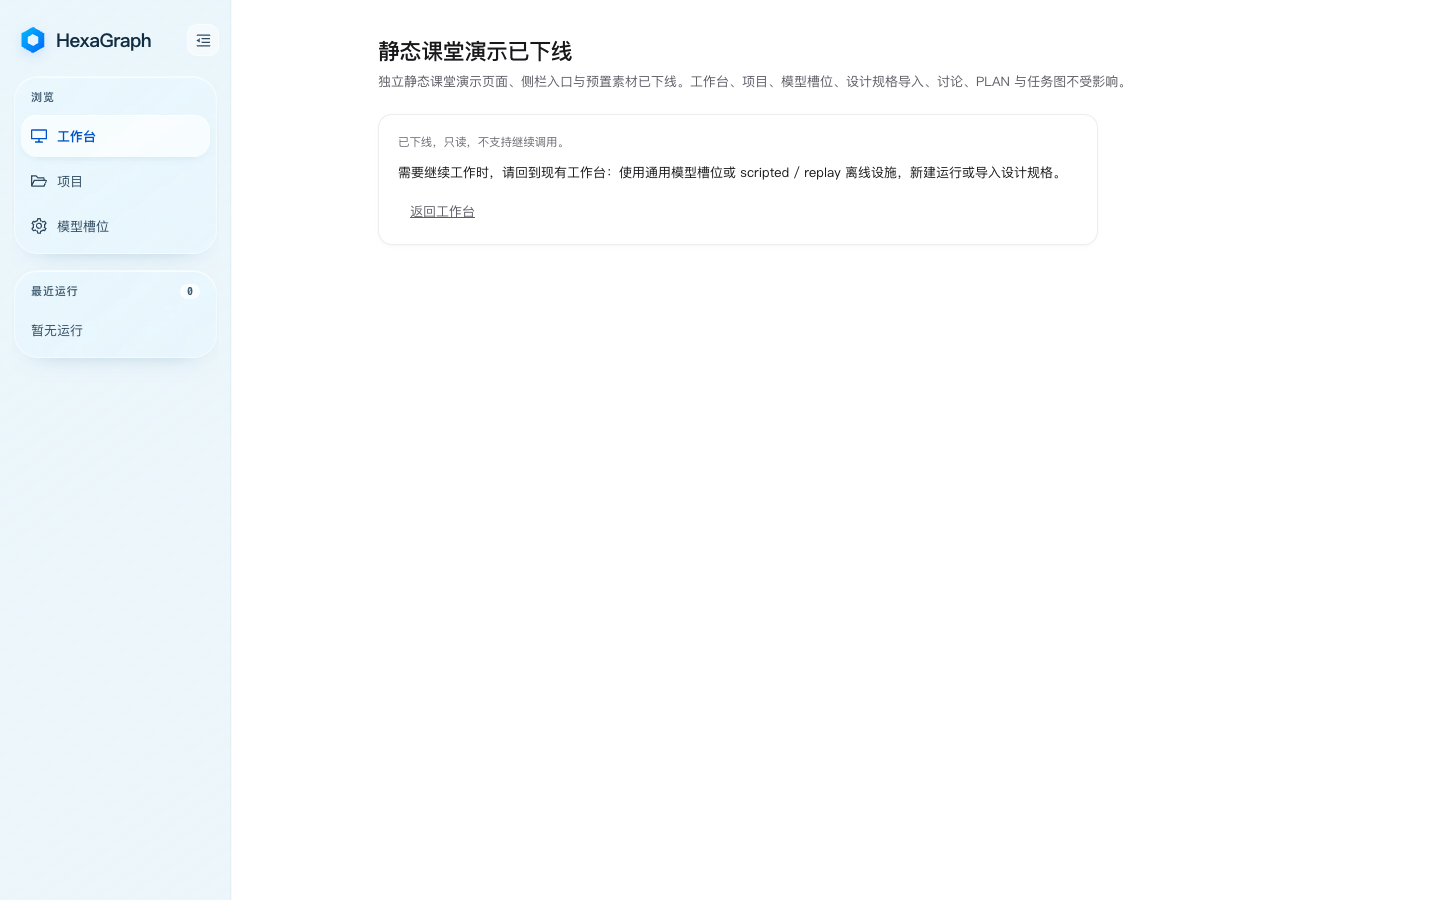 HexaGraph
浏览
工作台
项目
模型槽位
最近运行 0
暂无运行
静态课堂演示已下线
独立静态课堂演示页面、侧栏入口与预置素材已下线。工作台、项目、模型槽位、设计规格导入、讨论、PLAN 与任务图不受影响。
已下线，只读，不支持继续调用。
需要继续工作时，请回到现有工作台：使用通用模型槽位或 scripted / replay 离线设施，新建运行或导入设计规格。
返回工作台